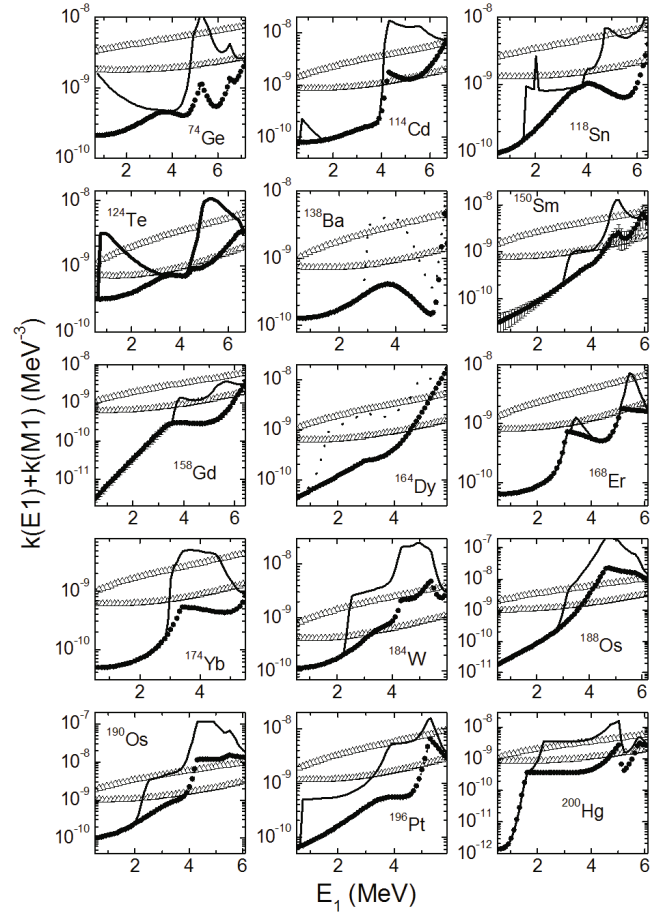 k(E1)+k(M1) (MeV⁻³)
10⁻⁸
10⁻⁹
10⁻¹⁰
⁷⁴Ge
2 4 6
10⁻⁸
10⁻⁹
10⁻¹⁰
¹¹⁴Cd
2 4 6
10⁻⁸
10⁻⁹
10⁻¹⁰
¹¹⁸Sn
2 4 6
10⁻⁸
10⁻⁹
10⁻¹⁰
¹²⁴Te
2 4 6
10⁻⁸
10⁻⁹
10⁻¹⁰
¹³⁸Ba
2 4
10⁻⁸
10⁻⁹
10⁻¹⁰
¹⁵⁰Sm
2 4 6
10⁻⁸
10⁻⁹
10⁻¹⁰
10⁻¹¹
¹⁵⁸Gd
2 4 6
10⁻⁸
10⁻⁹
10⁻¹⁰
¹⁶⁴Dy
2 4 6
10⁻⁸
10⁻⁹
10⁻¹⁰
¹⁶⁸Er
2 4 6
10⁻⁹
10⁻¹⁰
¹⁷⁴Yb
2 4
10⁻⁸
10⁻⁹
10⁻¹⁰
¹⁸⁴W
2 4
10⁻⁷
10⁻⁸
10⁻⁹
10⁻¹⁰
10⁻¹¹
¹⁸⁸Os
2 4 6
10⁻⁷
10⁻⁸
10⁻⁹
10⁻¹⁰
¹⁹⁰Os
2 4
10⁻⁸
10⁻⁹
10⁻¹⁰
¹⁹⁶Pt
2 4
10⁻⁸
10⁻⁹
10⁻¹⁰
10⁻¹¹
10⁻¹²
²⁰⁰Hg
2 4 6
E₁ (MeV)